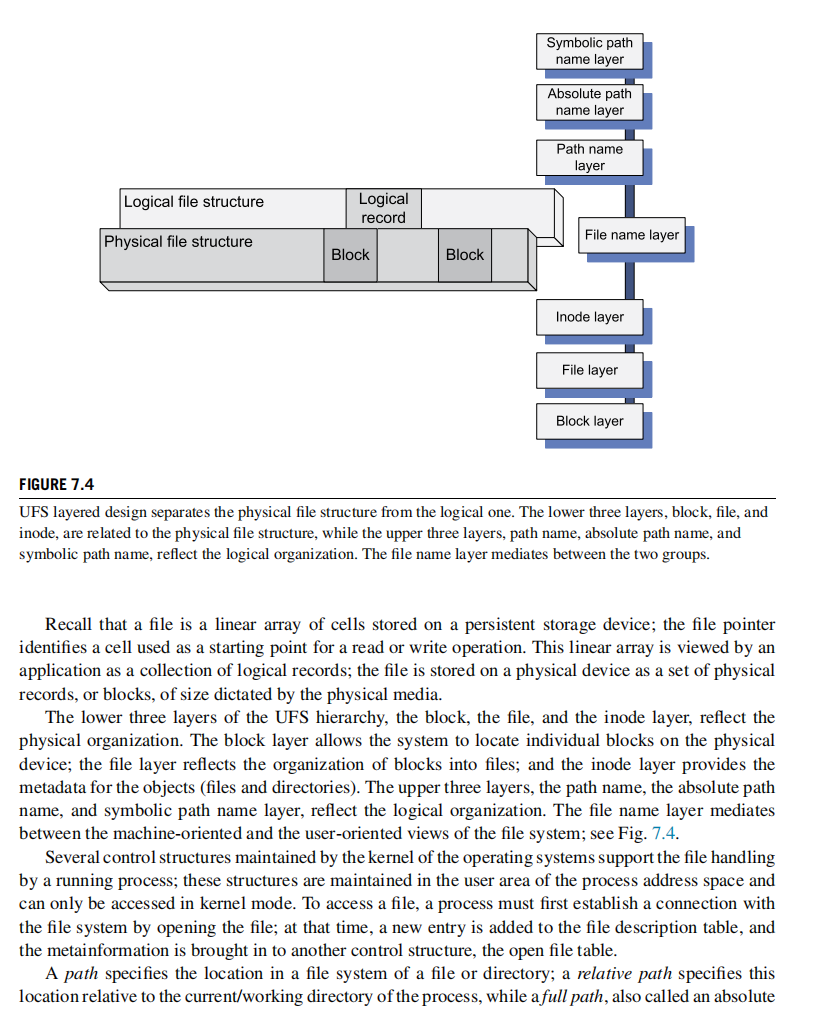 Symbolic path
name layer
Absolute path
name layer
Path name
layer
Logical file structure
Logical
record
Physical file structure
Block
Block
File name layer
Inode layer
File layer
Block layer
FIGURE 7.4
UFS layered design separates the physical file structure from the logical one. The lower three layers, block, file, and
inode, are related to the physical file structure, while the upper three layers, path name, absolute path name, and
symbolic path name, reflect the logical organization. The file name layer mediates between the two groups.
Recall that a file is a linear array of cells stored on a persistent storage device; the file pointer
identifies a cell used as a starting point for a read or write operation. This linear array is viewed by an
application as a collection of logical records; the file is stored on a physical device as a set of physical
records, or blocks, of size dictated by the physical media.
The lower three layers of the UFS hierarchy, the block, the file, and the inode layer, reflect the
physical organization. The block layer allows the system to locate individual blocks on the physical
device; the file layer reflects the organization of blocks into files; and the inode layer provides the
metadata for the objects (files and directories). The upper three layers, the path name, the absolute path
name, and symbolic path name layer, reflect the logical organization. The file name layer mediates
between the machine-oriented and the user-oriented views of the file system; see Fig. 7.4.
Several control structures maintained by the kernel of the operating systems support the file handling
by a running process; these structures are maintained in the user area of the process address space and
can only be accessed in kernel mode. To access a file, a process must first establish a connection with
the file system by opening the file; at that time, a new entry is added to the file description table, and
the metainformation is brought in to another control structure, the open file table.
A path specifies the location in a file system of a file or directory; a relative path specifies this
location relative to the current/working directory of the process, while a full path, also called an absolute